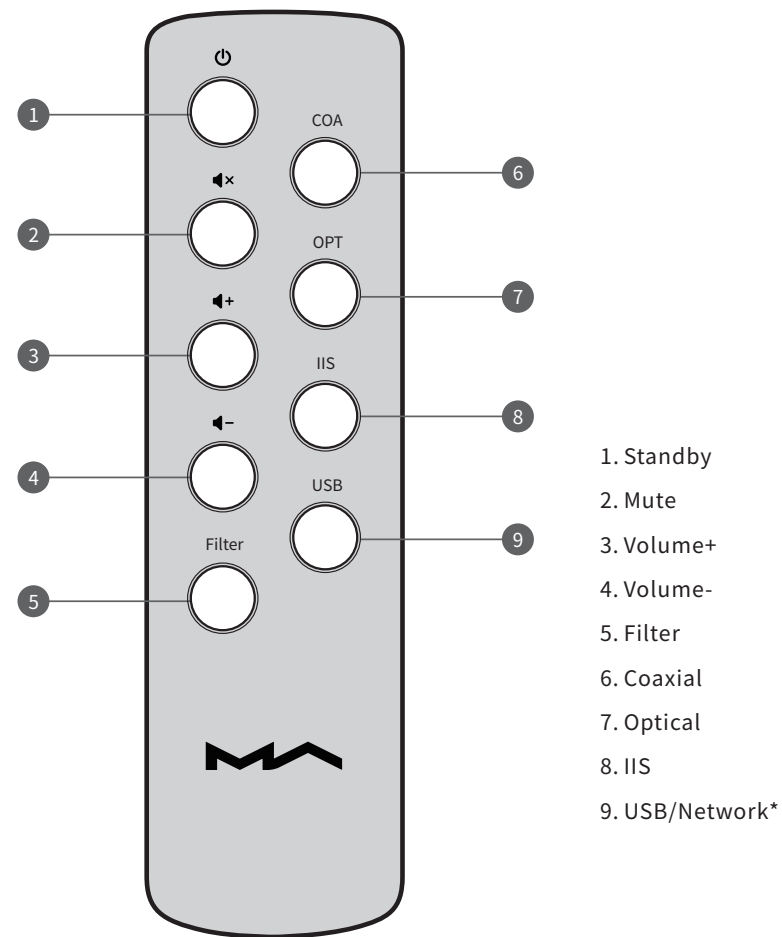 1
COA
6
2
OPT
7
3
IIS
8
4
USB
9
Filter
5
1. Standby
2. Mute
3. Volume+
4. Volume-
5. Filter
6. Coaxial
7. Optical
8. IIS
9. USB/Network*